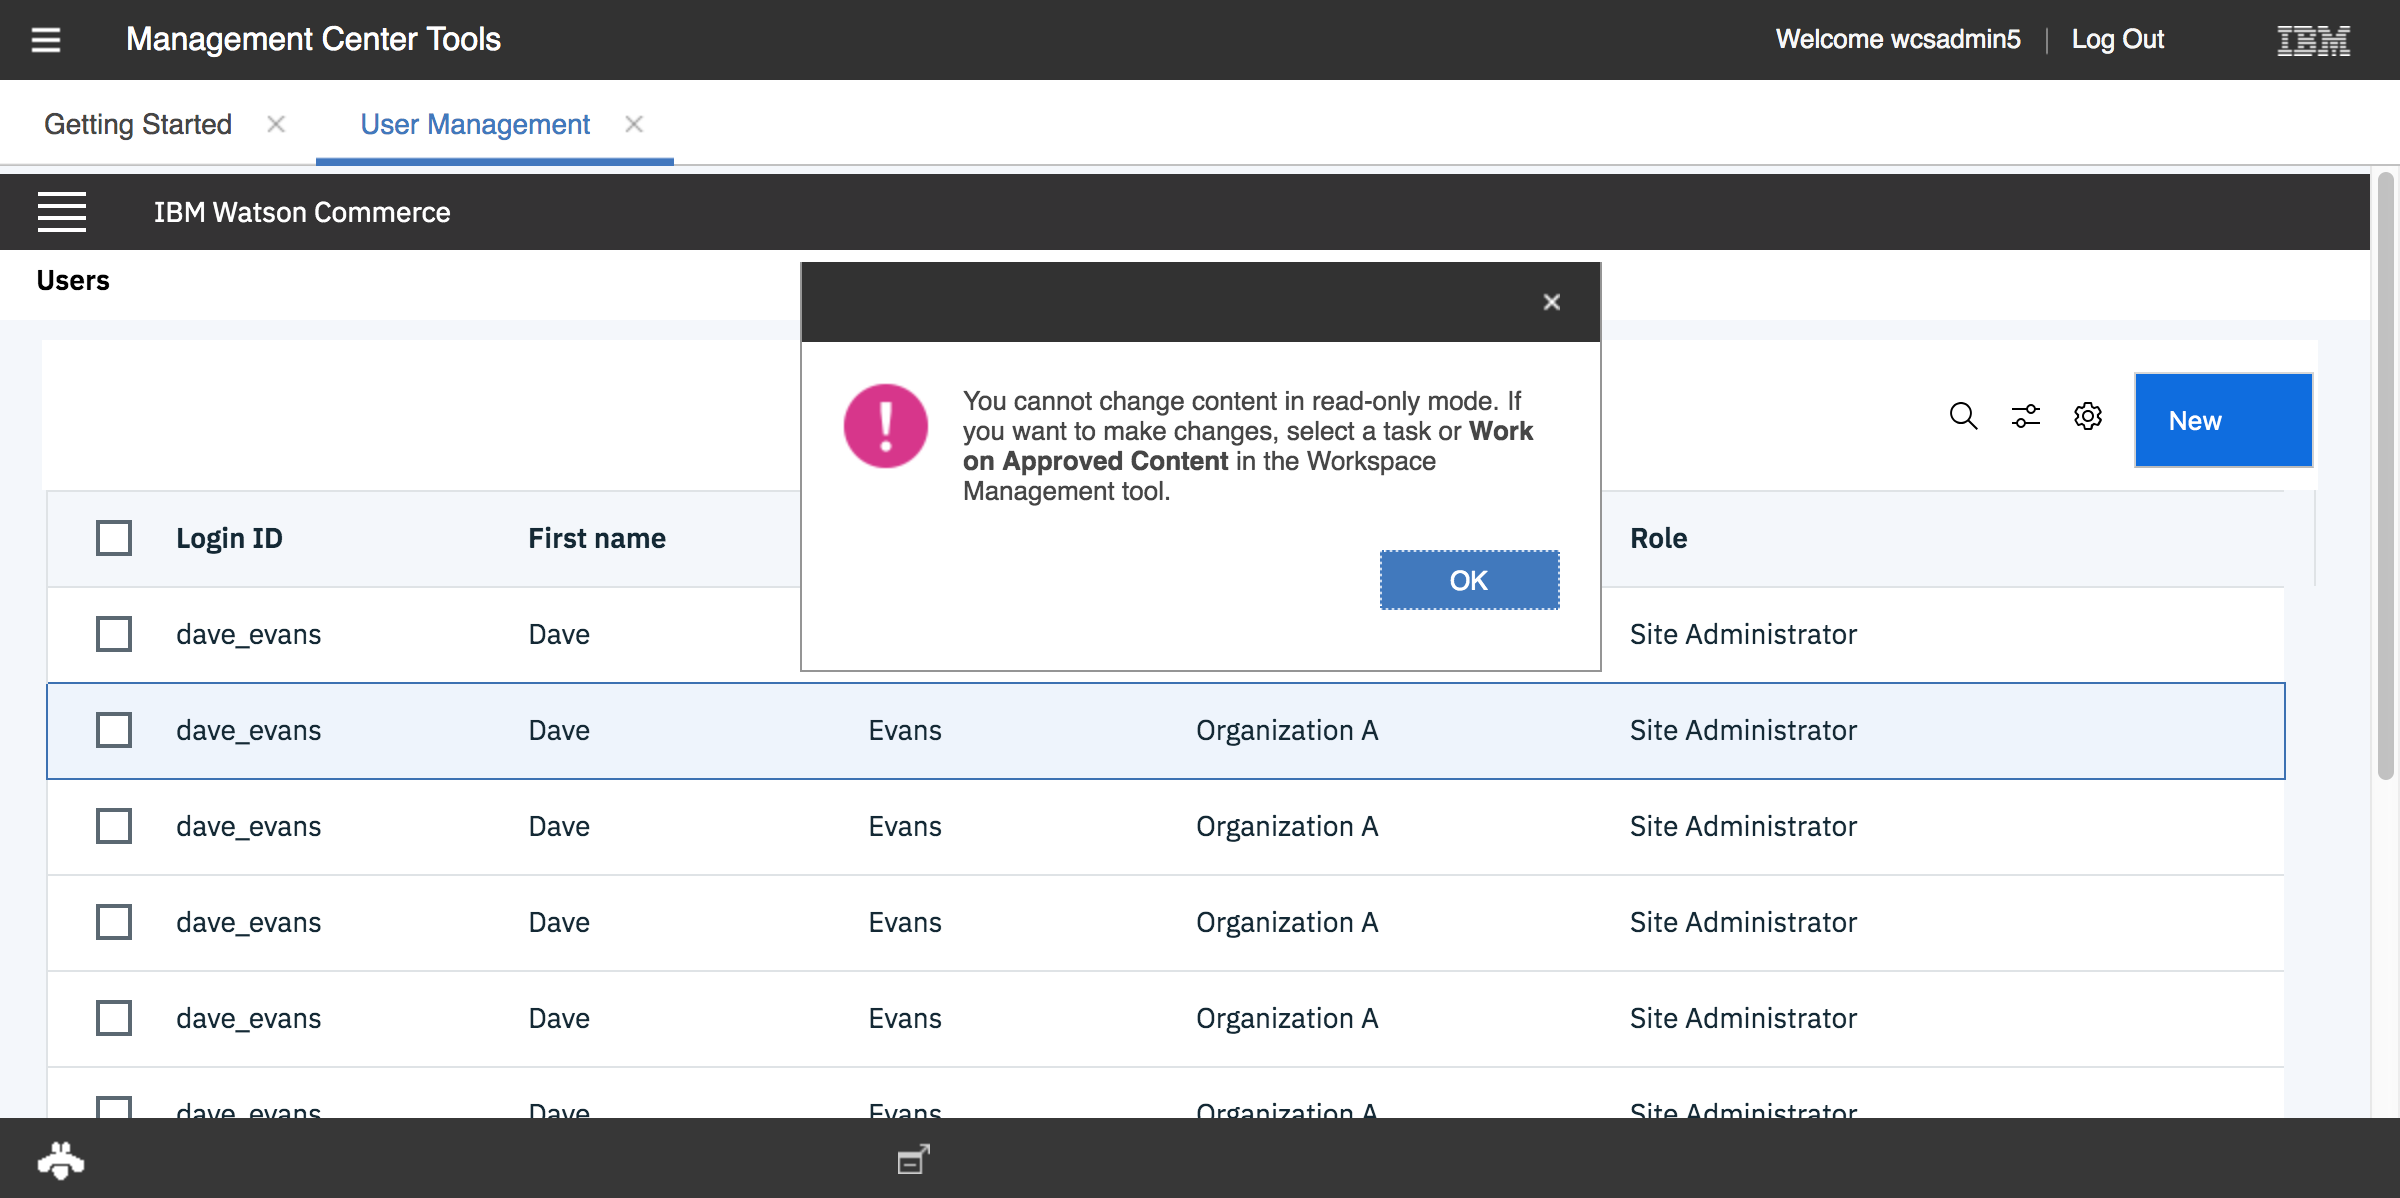 Management Center Tools
Welcome wcsadmin5 | Log Out
IBM
Getting Started
User Management
IBM Watson Commerce
Users
You cannot change content in read-only mode. If
you want to make changes, select a task or Work
on Approved Content in the Workspace
Management tool.
OK
New
Login ID First name Role
dave_evans Dave Site Administrator
dave_evans Dave Evans Organization A Site Administrator
dave_evans Dave Evans Organization A Site Administrator
dave_evans Dave Evans Organization A Site Administrator
dave_evans Dave Evans Organization A Site Administrator
dave_evans Dave Evans Organization A Site Administrator